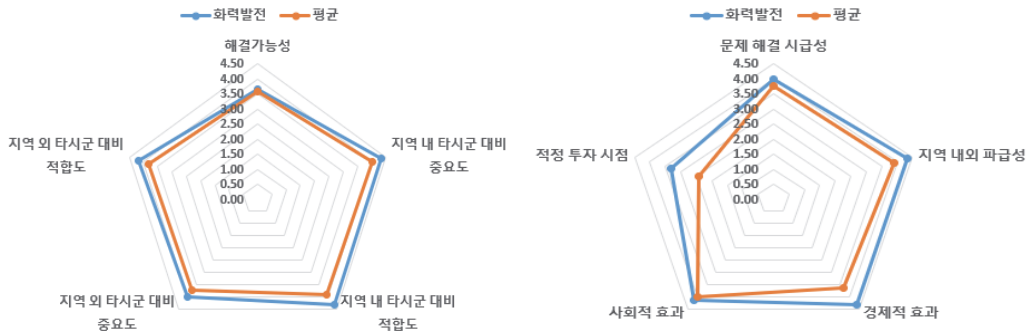 화력발전 평균
해결가능성
4.50
4.00
3.50
3.00
2.50
2.00
1.50
1.00
0.50
0.00
지역 내 타시군 대비
중요도
지역 내 타시군 대비
적합도
지역 외 타시군 대비
중요도
지역 외 타시군 대비
적합도
화력발전 평균
문제 해결 시급성
4.50
4.00
3.50
3.00
2.50
2.00
1.50
1.00
0.50
0.00
지역 내외 파급성
경제적 효과
사회적 효과
적정 투자 시점